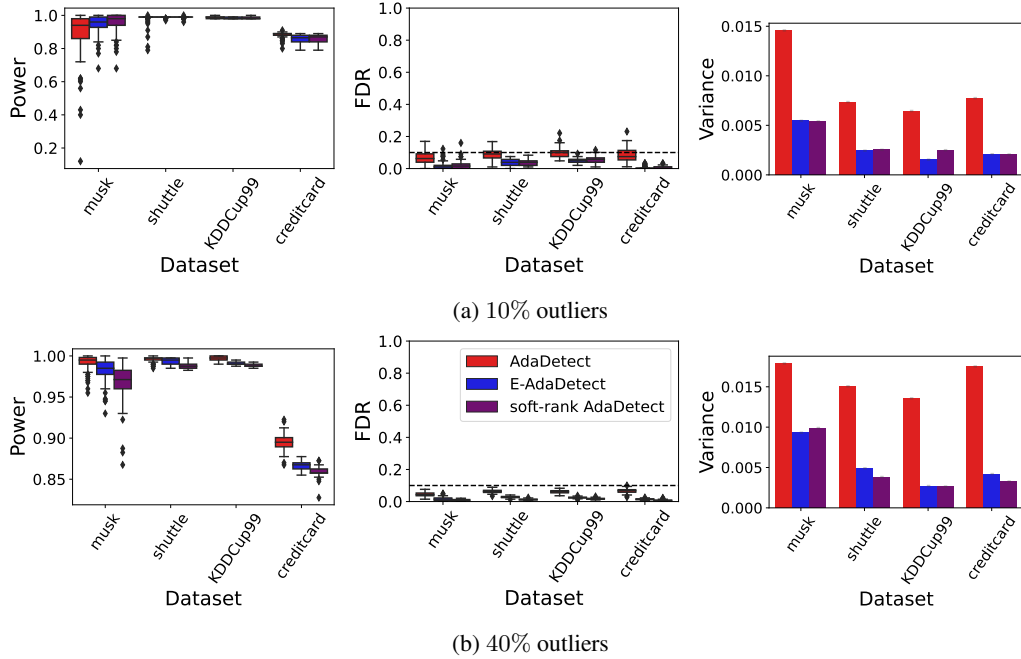 1.0
0.8
0.6
0.4
0.2
Power
musk
shuttle
KDDCup99
creditcard
Dataset
1.0
0.8
0.6
0.4
0.2
0.0
FDR
musk
shuttle
KDDCup99
creditcard
Dataset
0.015
0.010
0.005
0.000
Variance
musk
shuttle
KDDCup99
creditcard
Dataset
(a) 10% outliers
1.00
0.95
0.90
0.85
Power
musk
shuttle
KDDCup99
creditcard
Dataset
1.0
0.8
0.6
0.4
0.2
0.0
FDR
AdaDetect
E-AdaDetect
soft-rank AdaDetect
musk
shuttle
KDDCup99
creditcard
Dataset
0.015
0.010
0.005
0.000
Variance
musk
shuttle
KDDCup99
creditcard
Dataset
(b) 40% outliers